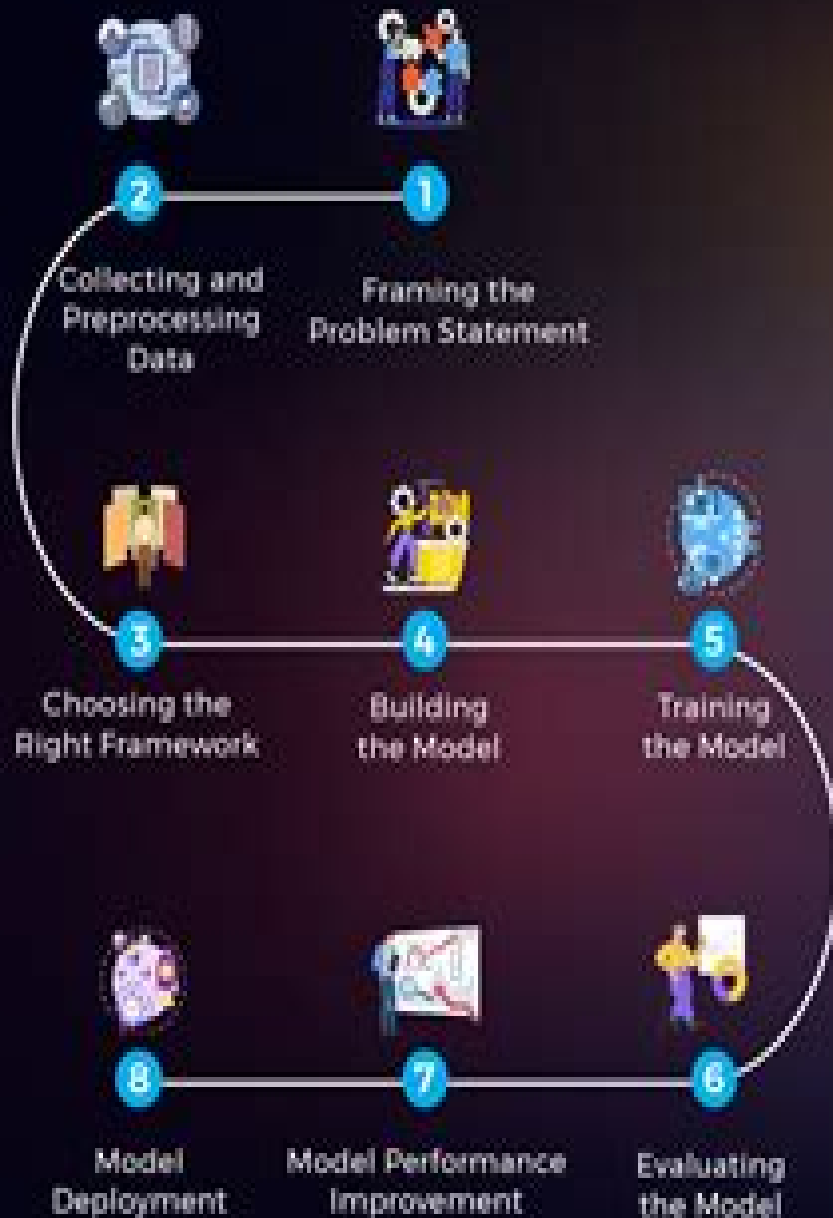 1
Framing the
Problem Statement
2
Collecting and
Preprocessing
Data
3
Choosing the
Right Framework
4
Building
the Model
5
Training
the Model
6
Evaluating
the Model
7
Model Performance
Improvement
8
Model
Deployment